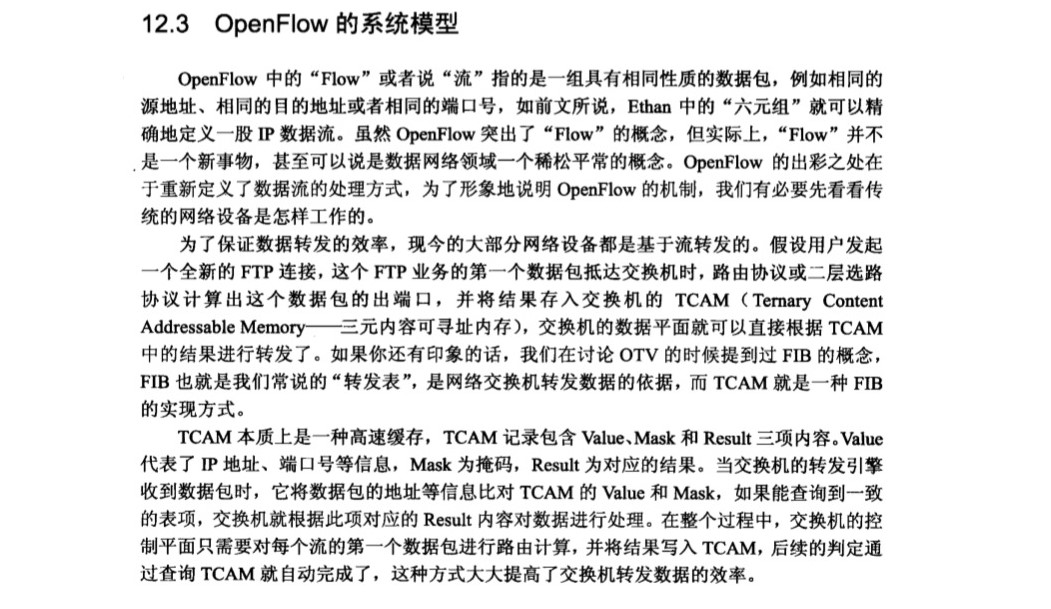 12.3 OpenFlow 的系统模型
OpenFlow 中的“Flow”或者说“流”指的是一组具有相同性质的数据包，例如相同的
源地址、相同的目的地址或者相同的端口号，如前文所说，Ethan 中的“六元组”就可以精
确地定义一股 IP 数据流。虽然 OpenFlow 突出了“Flow”的概念，但实际上，“Flow”并不
是一个新事物，甚至可以说是数据网络领域一个稀松平常的概念。OpenFlow 的出彩之处在
于重新定义了数据流的处理方式，为了形象地说明 OpenFlow 的机制，我们有必要先看看传
统的网络设备是怎样工作的。
为了保证数据转发的效率，现今的大部分网络设备都是基于流转发的。假设用户发起
一个全新的 FTP 连接，这个 FTP 业务的第一个数据包抵达交换机时，路由协议或二层选路
协议计算出这个数据包的出端口，并将结果存入交换机的 TCAM（Ternary Content
Addressable Memory——三元内容可寻址内存），交换机的数据平面就可以直接根据 TCAM
中的结果进行转发了。如果你还有印象的话，我们在讨论 OTV 的时候提到过 FIB 的概念，
FIB 也就是我们常说的“转发表”，是网络交换机转发数据的依据，而 TCAM 就是一种 FIB
的实现方式。
TCAM 本质上是一种高速缓存，TCAM 记录包含 Value、Mask 和 Result 三项内容。Value
代表了 IP 地址、端口号等信息，Mask 为掩码，Result 为对应的结果。当交换机的转发引擎
收到数据包时，它将数据包的地址等信息比对 TCAM 的 Value 和 Mask，如果能查询到一致
的表项，交换机就根据此项对应的 Result 内容对数据进行处理。在整个过程中，交换机的控
制平面只需要对每个流的第一个数据包进行路由计算，并将结果写入 TCAM，后续的判定通
过查询 TCAM 就自动完成了，这种方式大大提高了交换机转发数据的效率。